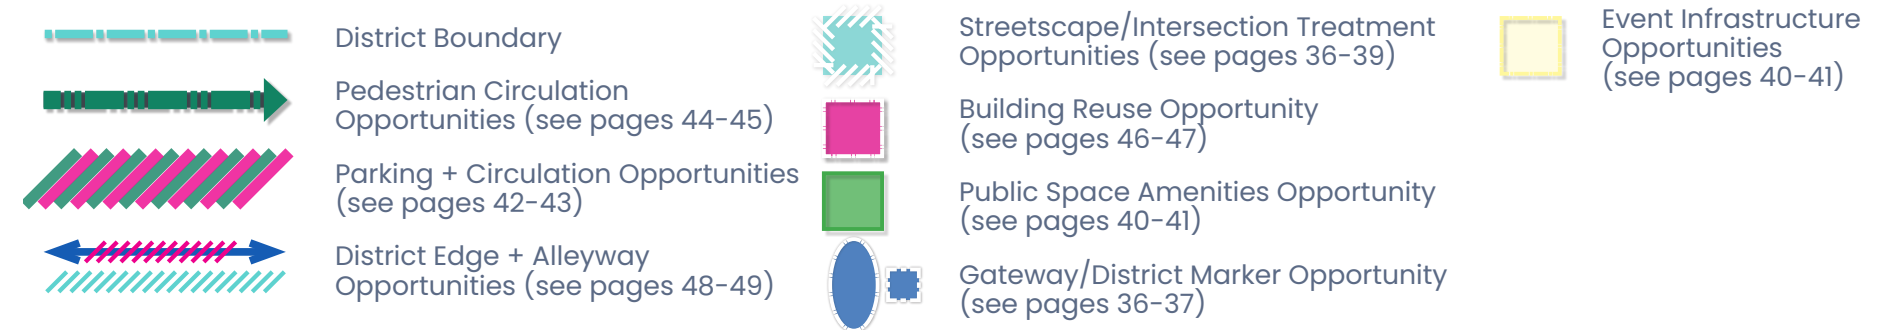 District Boundary
Pedestrian Circulation
Opportunities (see pages 44-45)
Parking + Circulation Opportunities
(see pages 42-43)
District Edge + Alleyway
Opportunities (see pages 48-49)
Streetscape/Intersection Treatment
Opportunities (see pages 36-39)
Building Reuse Opportunity
(see pages 46-47)
Public Space Amenities Opportunity
(see pages 40-41)
Gateway/District Marker Opportunity
(see pages 36-37)
Event Infrastructure
Opportunities
(see pages 40-41)